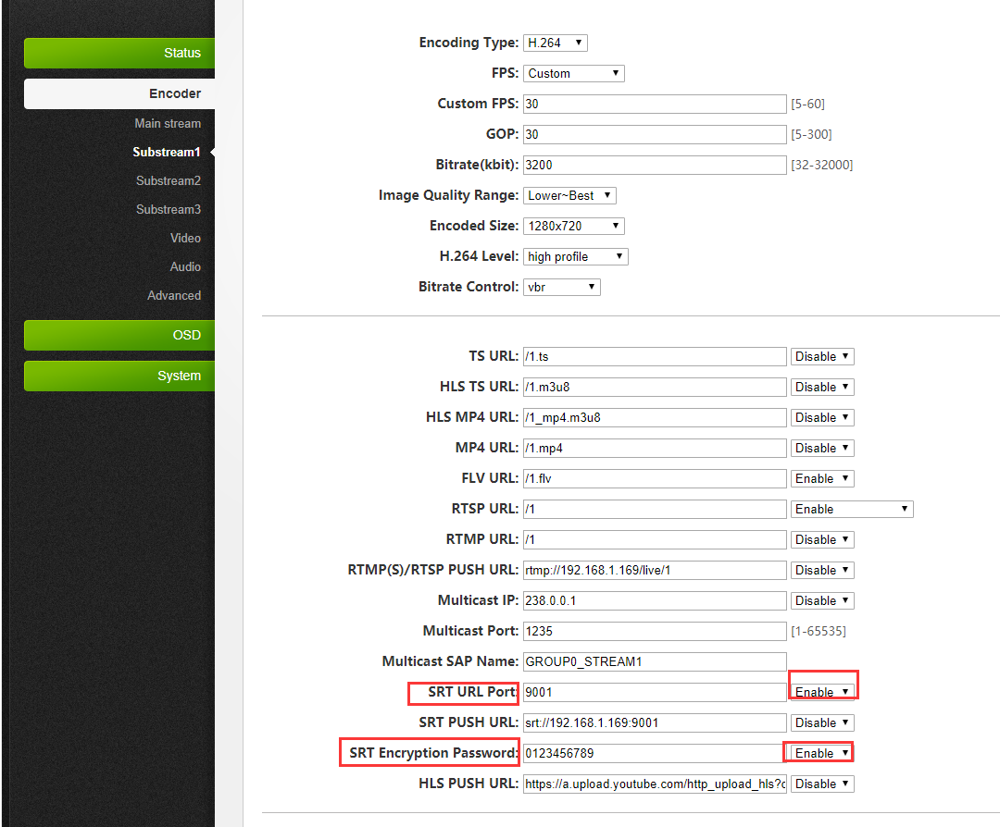 Status
Encoder
Main stream
Substream1
Substream2
Substream3
Video
Audio
Advanced
OSD
System
Encoding Type: H.264
FPS: Custom
Custom FPS: 30 [5-60]
GOP: 30 [5-300]
Bitrate(kbit): 3200 [32-32000]
Image Quality Range: Lower~Best
Encoded Size: 1280x720
H.264 Level: high profile
Bitrate Control: vbr
TS URL: /1.ts Disable
HLS TS URL: /1.m3u8 Disable
HLS MP4 URL: /1_mp4.m3u8 Disable
MP4 URL: /1.mp4 Disable
FLV URL: /1.flv Enable
RTSP URL: /1 Enable
RTMP URL: /1 Disable
RTMP(S)/RTSP PUSH URL: rtmp://192.168.1.169/live/1 Disable
Multicast IP: 238.0.0.1 Disable
Multicast Port: 1235 [1-65535]
Multicast SAP Name: GROUP0_STREAM1
SRT URL Port: 9001 Enable
SRT PUSH URL: srt://192.168.1.169:9001 Disable
SRT Encryption Password: 0123456789 Enable
HLS PUSH URL: https://a.upload.youtube.com/http_upload_hls?c Disable